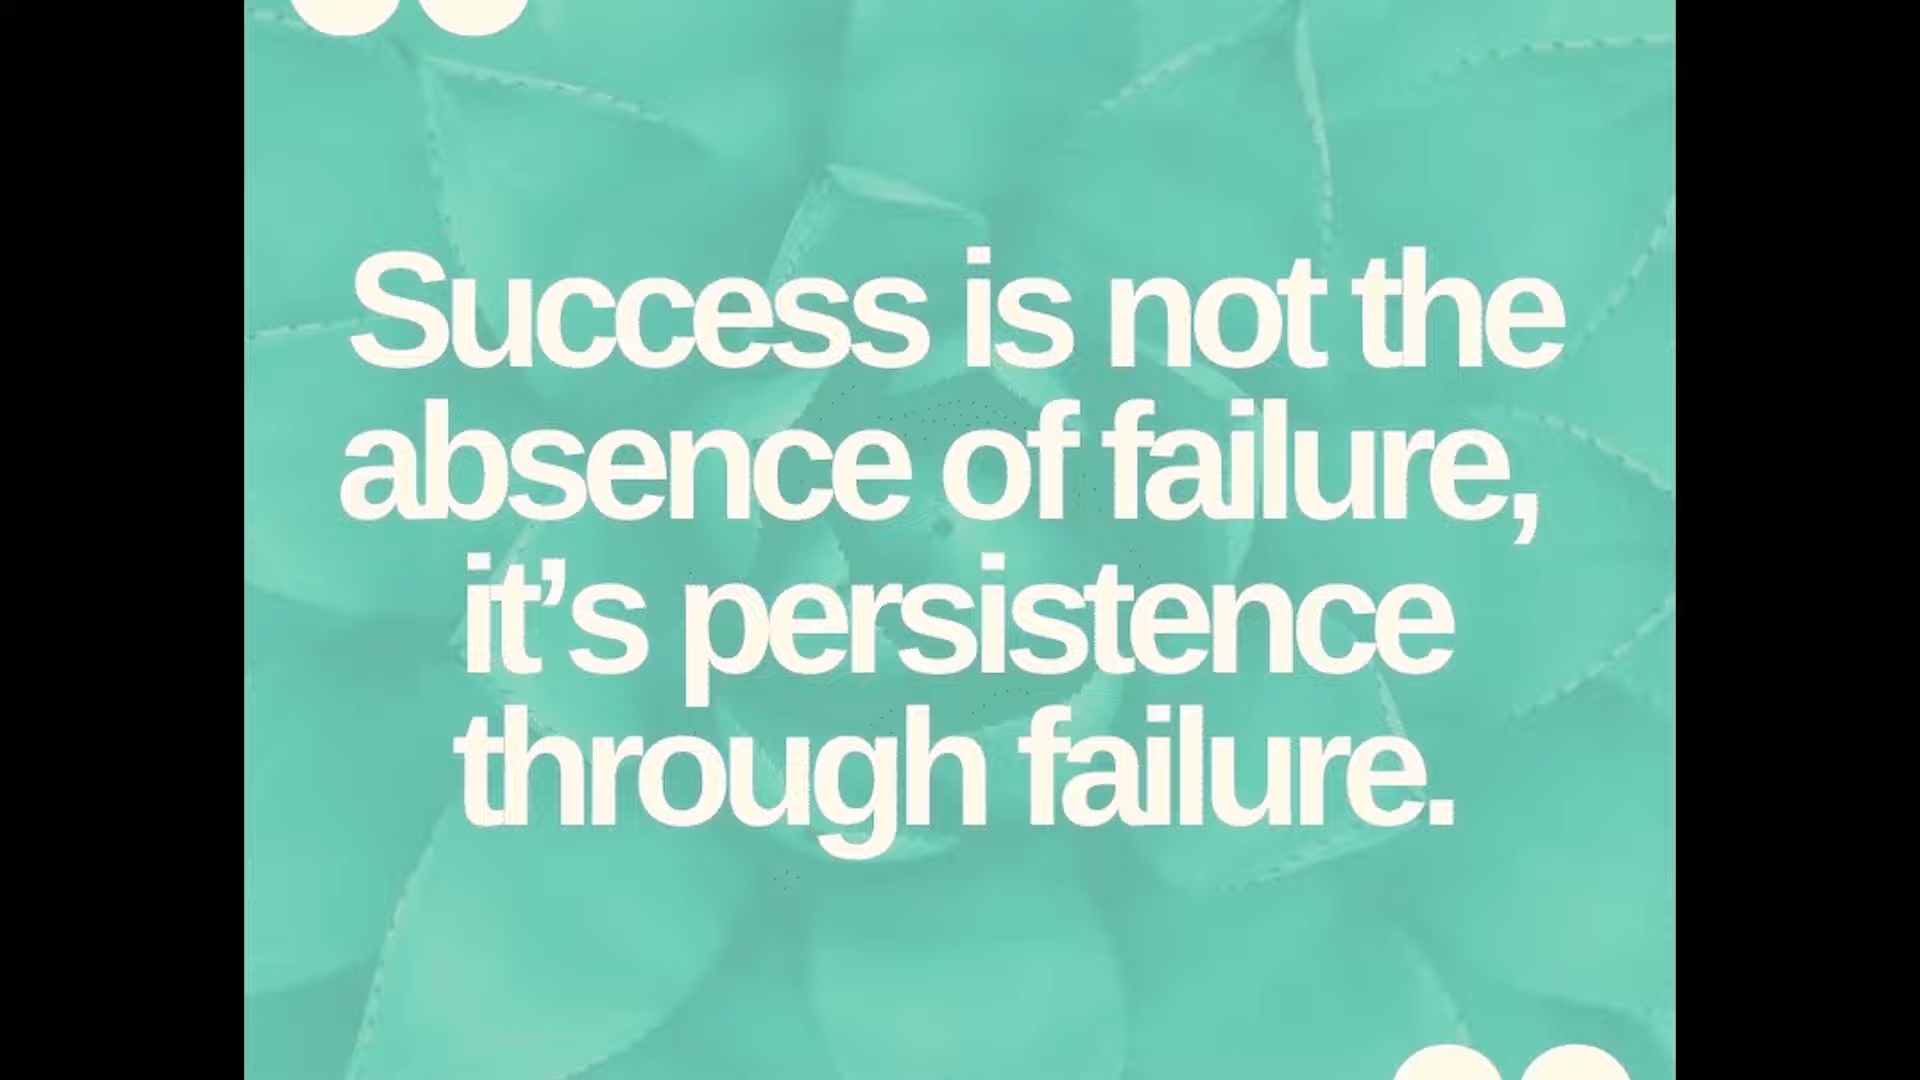 Success is not the
absence of failure,
it’s persistence
through failure.